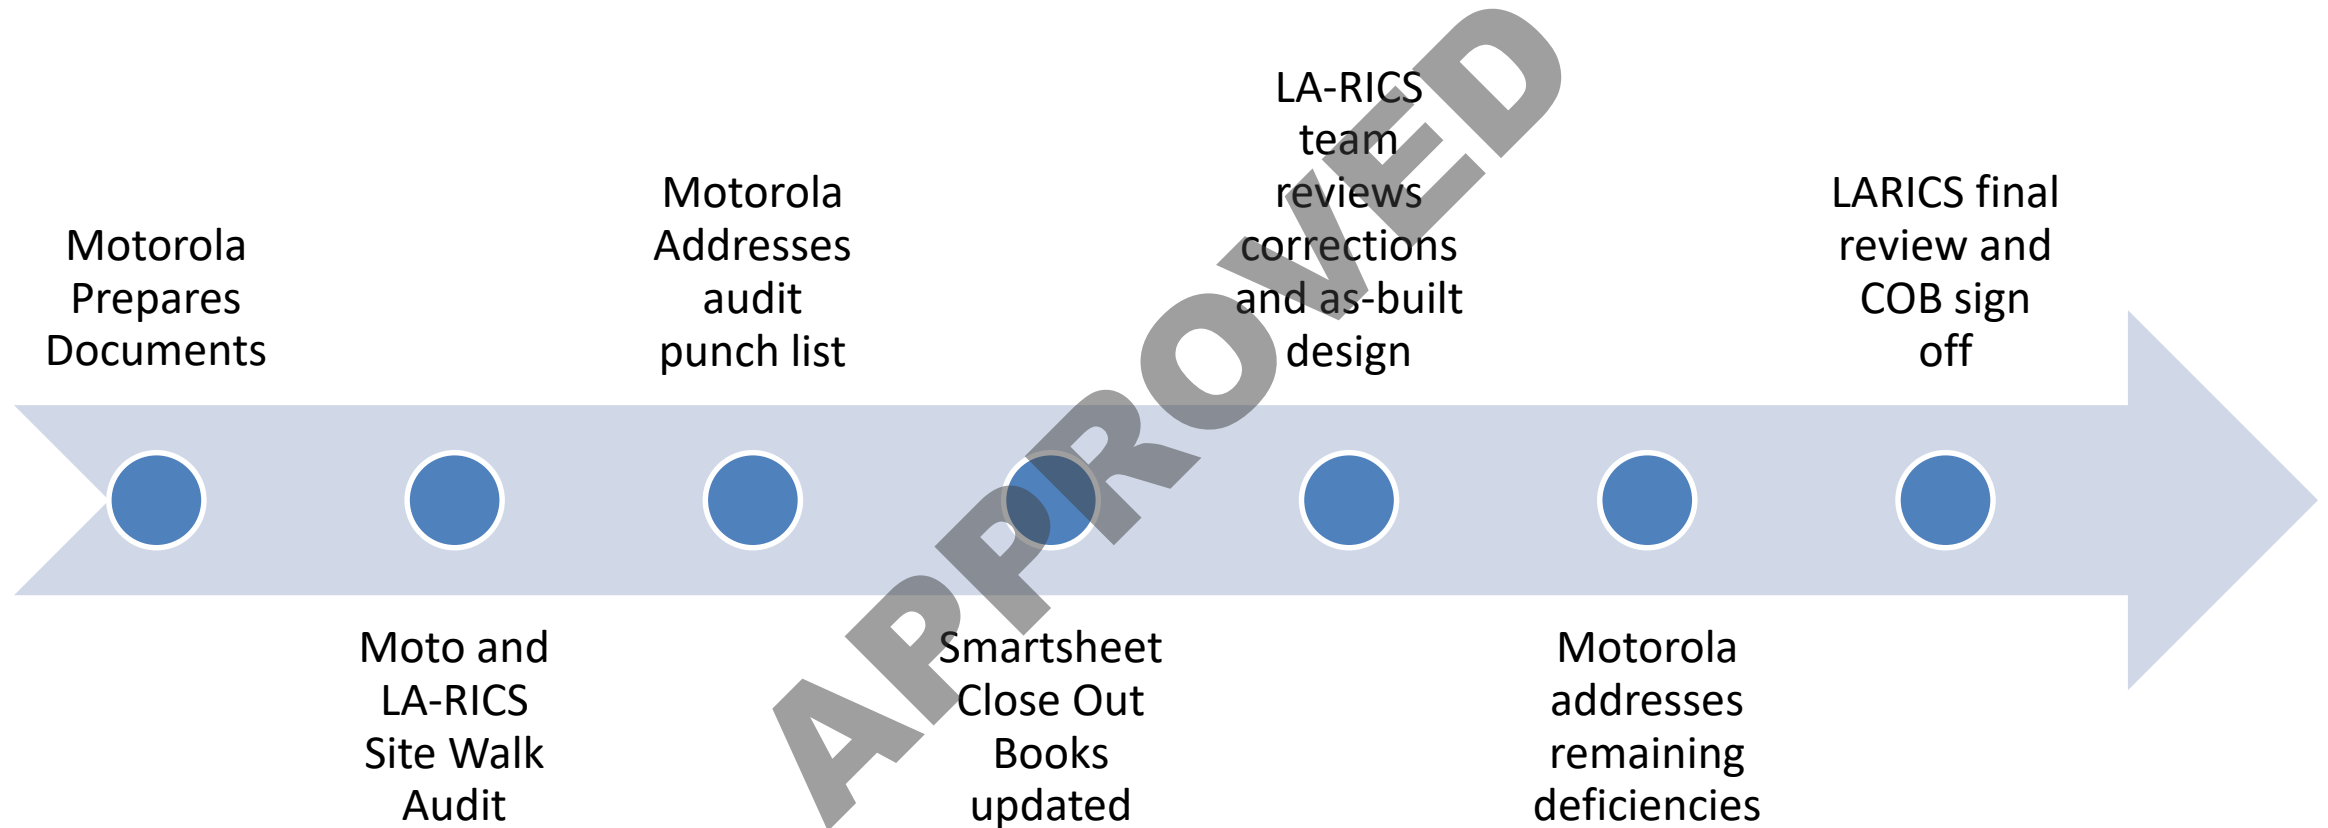 Motorola
Prepares
Documents
Moto and
LA-RICS
Site Walk
Audit
Motorola
Addresses
audit
punch list
Smartsheet
Close Out
Books
updated
LA-RICS
team
reviews
corrections
and as-built
design
Motorola
addresses
remaining
deficiencies
LARICS final
review and
COB sign
off
APPROVED